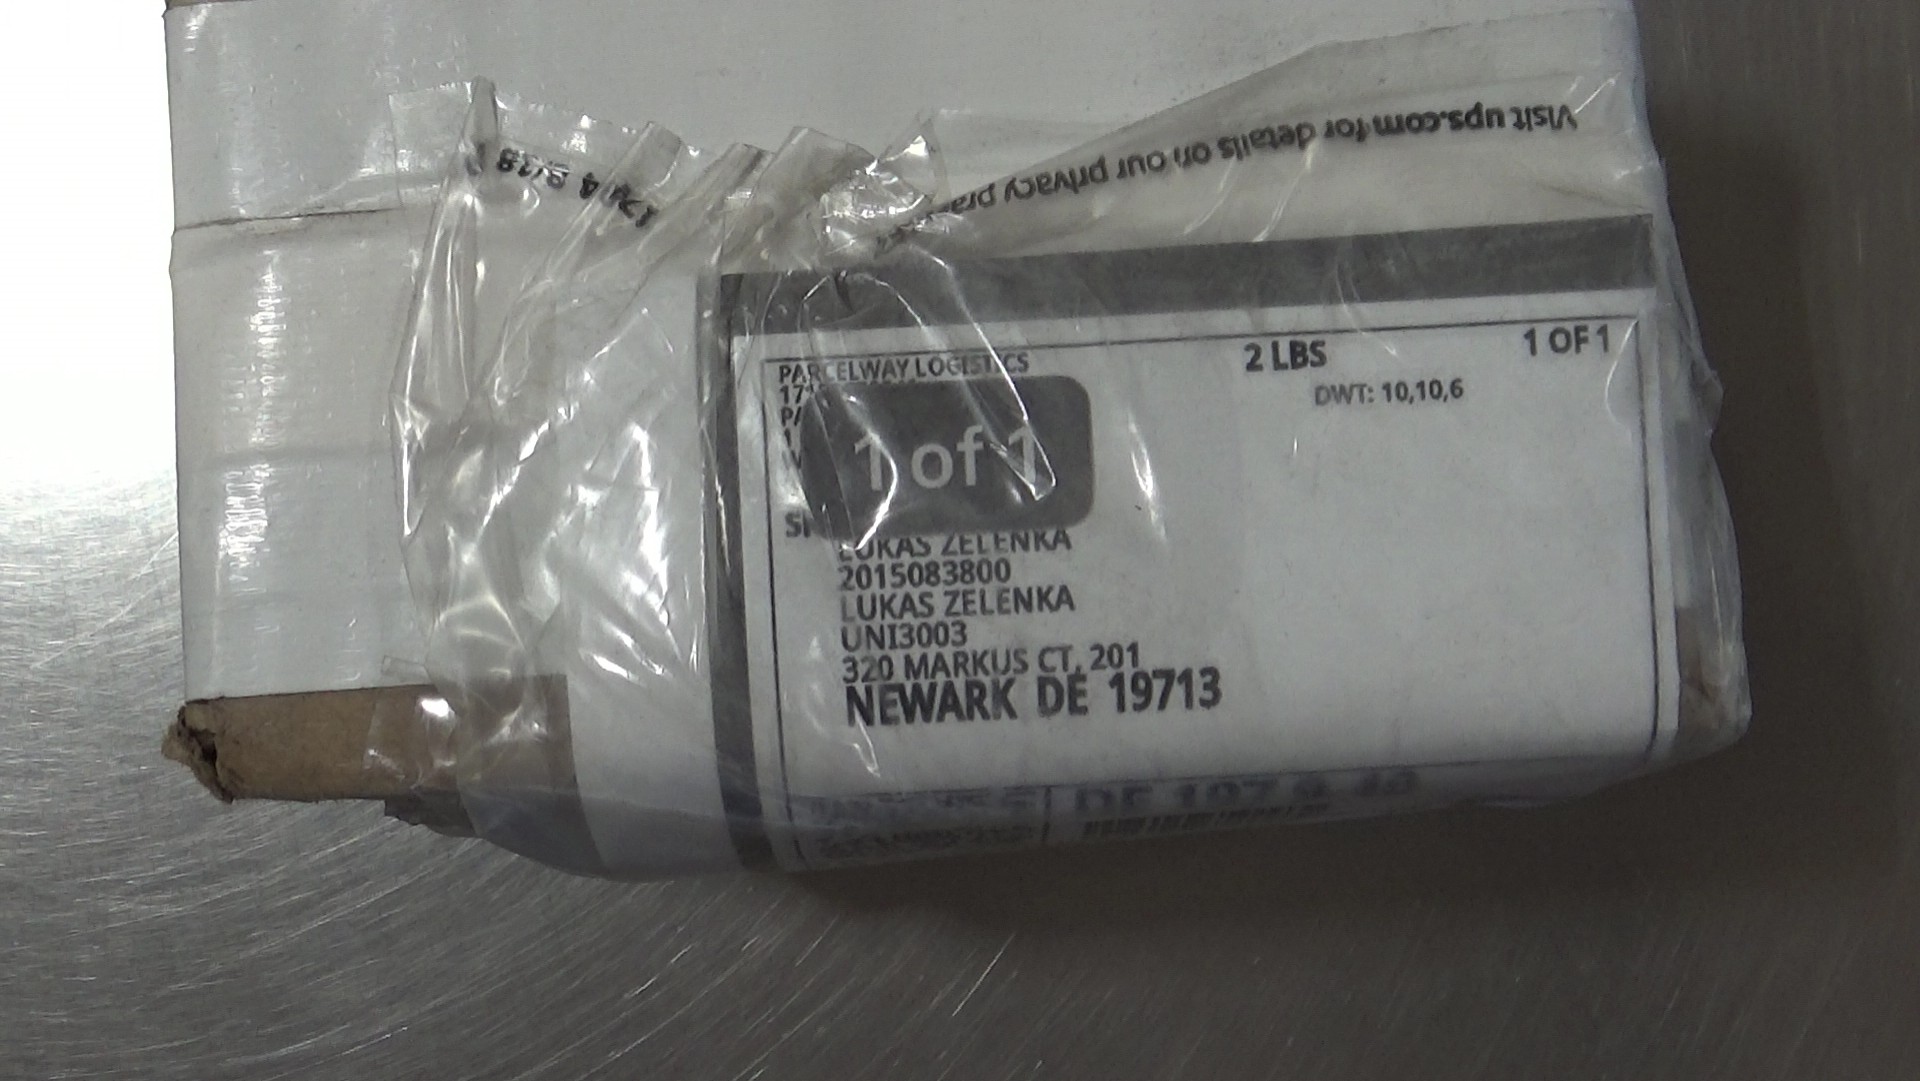 Visit ups.com for details on our privacy
PARCELWAY LOGISTICS
2 LBS
1 OF 1
17
DWT: 10,10,6
1 of 1
LUKAS ZELENKA
2015083800
LUKAS ZELENKA
UNI3003
320 MARKUS CT, 201
NEWARK DE 19713